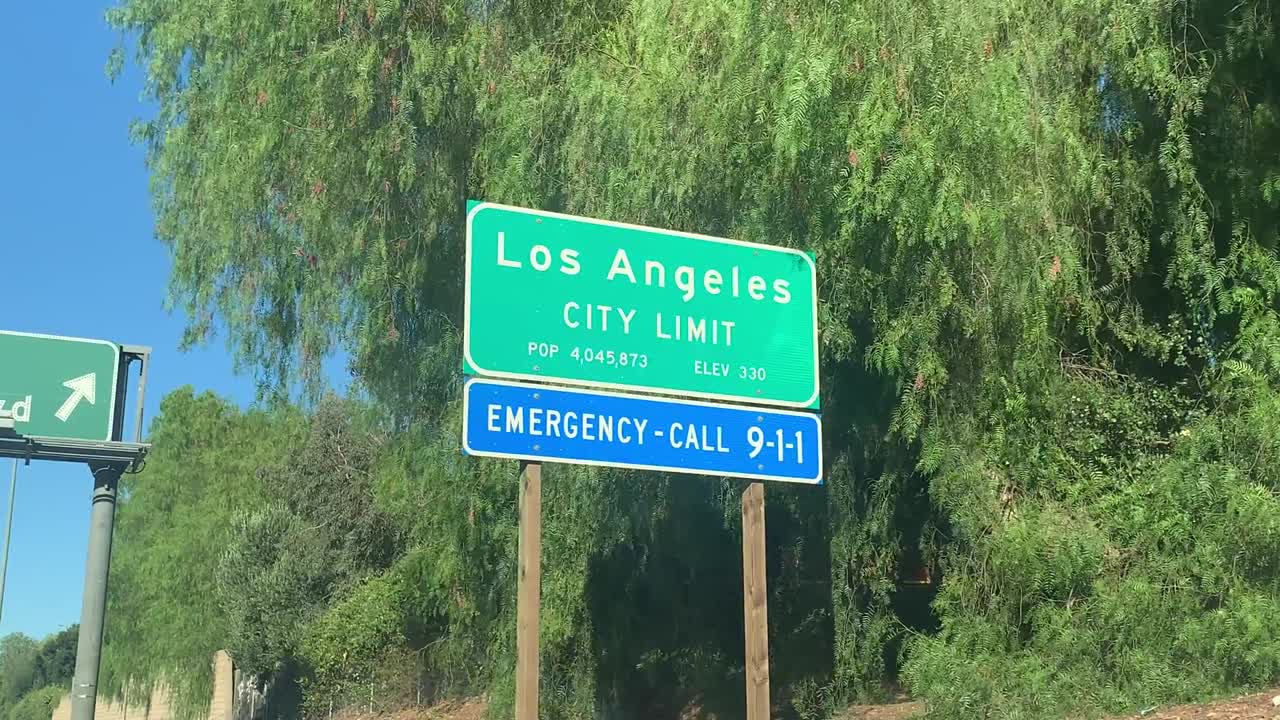 Los Angeles
CITY LIMIT
POP 4,045,873 ELEV 330
EMERGENCY-CALL 9-1-1